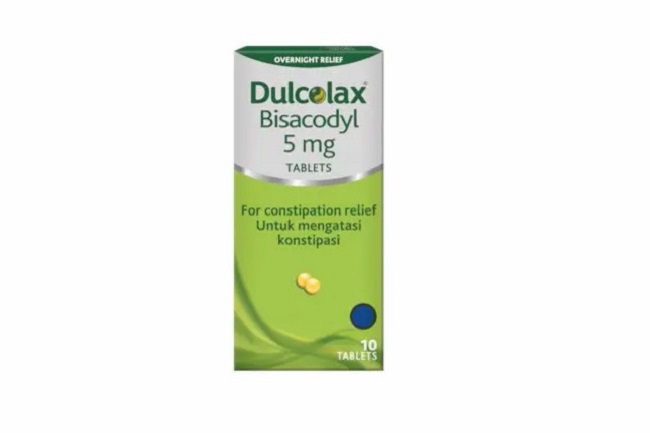 OVERNIGHT RELIEF
Dulcolax®
Bisacodyl
5 mg
TABLETS
For constipation relief
Untuk mengatasi
konstipasi
10
TABLETS